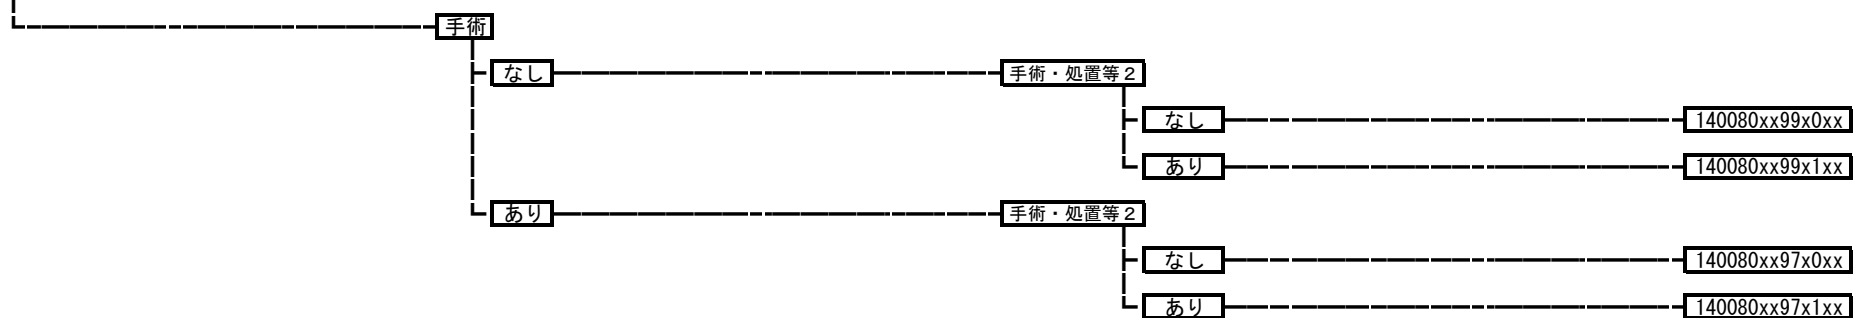 手術
なし 手術・処置等２
なし 140080xx99x0xx
あり 140080xx99x1xx
あり 手術・処置等２
なし 140080xx97x0xx
あり 140080xx97x1xx